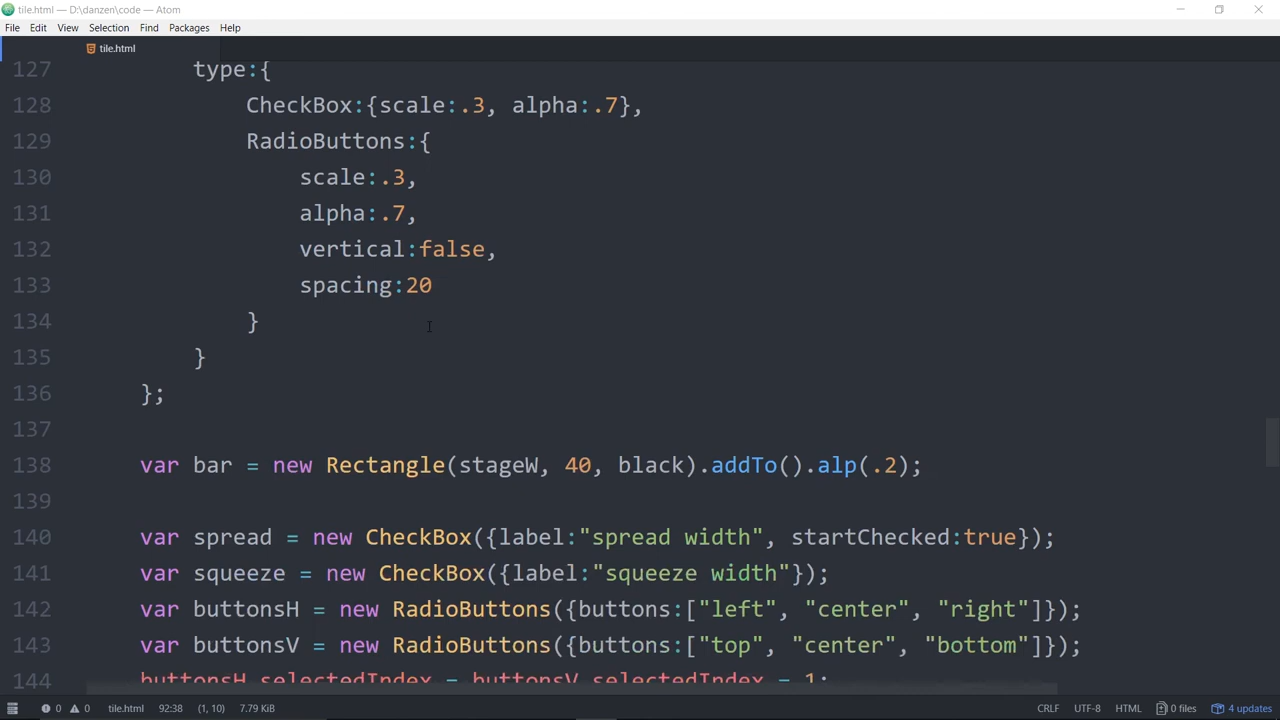 tile.html — D:\danzen\code — Atom
File Edit View Selection Find Packages Help
tile.html
127 type:{
128 CheckBox:{scale:.3, alpha:.7},
129 RadioButtons:{
130 scale:.3,
131 alpha:.7,
132 vertical:false,
133 spacing:20
134 }
135 }
136 };
137
138 var bar = new Rectangle(stageW, 40, black).addTo().alp(.2);
139
140 var spread = new CheckBox({label:"spread width", startChecked:true});
141 var squeeze = new CheckBox({label:"squeeze width"});
142 var buttonsH = new RadioButtons({buttons:["left", "center", "right"]});
143 var buttonsV = new RadioButtons({buttons:["top", "center", "bottom"]});
144 buttonsH.selectedIndex = buttonsV.selectedIndex = 1;
0 0 tile.html 92:38 (1, 10) 7.79 KiB CRLF UTF-8 HTML 0 files 4 updates